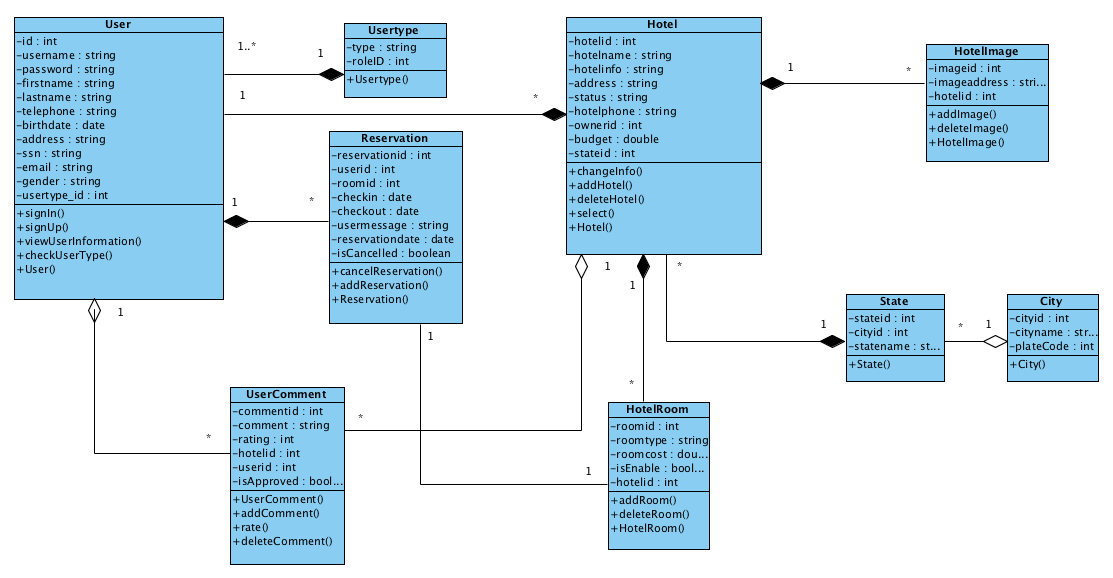 User
-id : int
-username : string
-password : string
-firstname : string
-lastname : string
-telephone : string
-birthdate : date
-address : string
-ssn : string
-email : string
-gender : string
-usertype_id : int
+signIn()
+signUp()
+viewUserInformation()
+checkUserType()
+User()
1..*
1
Usertype
-type : string
-roleID : int
+Usertype()
1
*
Hotel
-hotelid : int
-hotelname : string
-hotelinfo : string
-address : string
-status : string
-hotelphone : string
-ownerid : int
-budget : double
-stateid : int
+changeInfo()
+addHotel()
+deleteHotel()
+select()
+Hotel()
1
*
HotelImage
-imageid : int
-imageaddress : stri...
-hotelid : int
+addImage()
+deleteImage()
+HotelImage()
1
*
Reservation
-reservationid : int
-userid : int
-roomid : int
-checkin : date
-checkout : date
-usermessage : string
-reservationdate : date
-isCancelled : boolean
+cancelReservation()
+addReservation()
+Reservation()
1
1
1
*
1
State
-stateid : int
-cityid : int
-statename : st...
+State()
*
1
City
-cityid : int
-cityname : str...
-plateCode : int
+City()
1
*
UserComment
-commentid : int
-comment : string
-rating : int
-hotelid : int
-userid : int
-isApproved : bool...
+UserComment()
+addComment()
+rate()
+deleteComment()
*
*
1
HotelRoom
-roomid : int
-roomtype : string
-roomcost : dou...
-isEnable : bool...
-hotelid : int
+addRoom()
+deleteRoom()
+HotelRoom()
1